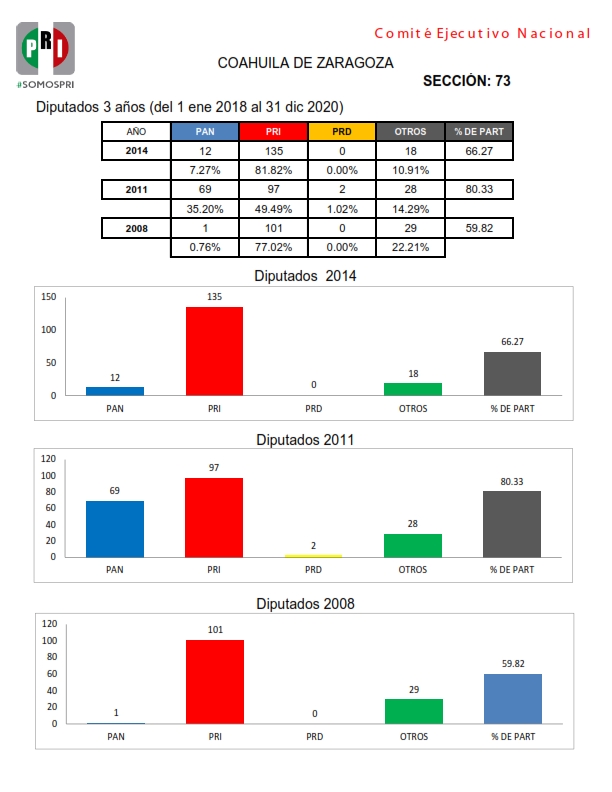 Comité Ejecutivo Nacional
PRI
#SOMOSPRI
COAHUILA DE ZARAGOZA
SECCIÓN: 73
Diputados 3 años (del 1 ene 2018 al 31 dic 2020)
AÑO PAN PRI PRD OTROS % DE PART
2014 12 135 0 18 66.27
7.27% 81.82% 0.00% 10.91%
2011 69 97 2 28 80.33
35.20% 49.49% 1.02% 14.29%
2008 1 101 0 29 59.82
0.76% 77.02% 0.00% 22.21%
Diputados 2014
150
100
50
0
12 135 0 18 66.27
PAN PRI PRD OTROS % DE PART
Diputados 2011
120
100
80
60
40
20
0
69 97 2 28 80.33
PAN PRI PRD OTROS % DE PART
Diputados 2008
120
100
80
60
40
20
0
1 101 0 29 59.82
PAN PRI PRD OTROS % DE PART